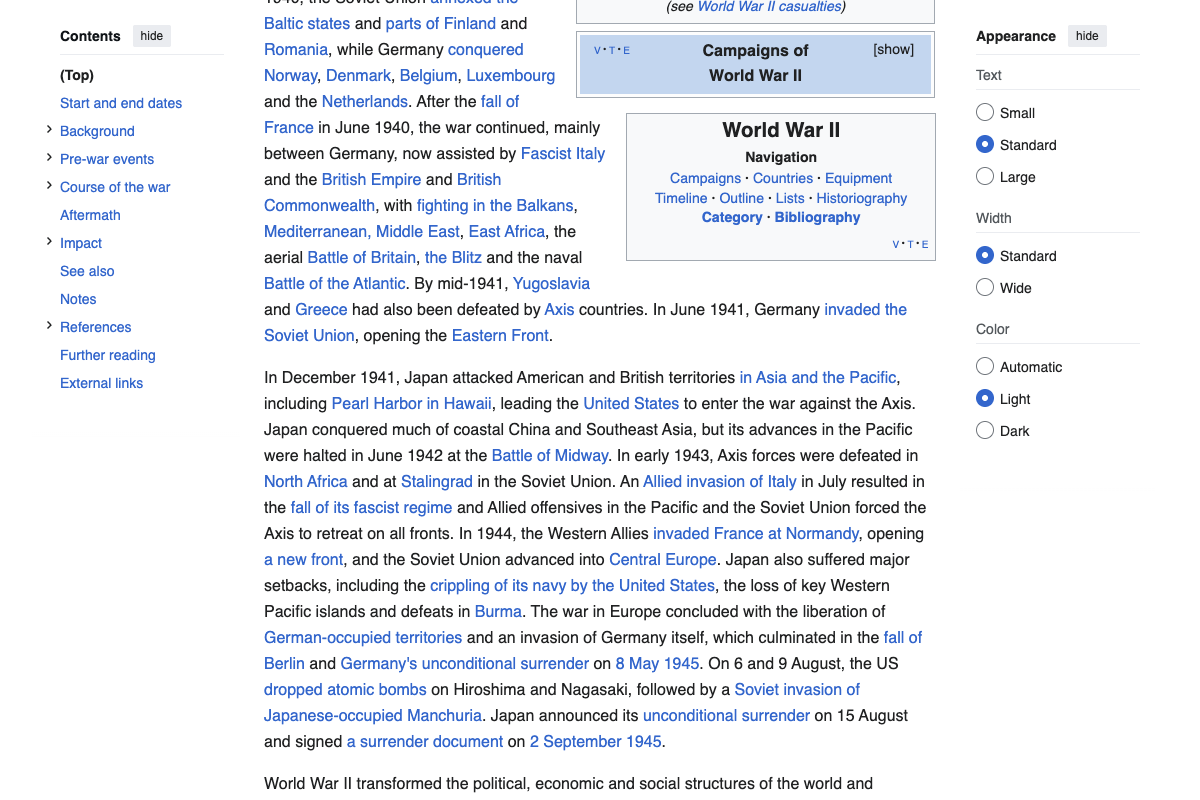 Contents hide
(Top)
Start and end dates
Background
Pre-war events
Course of the war
Aftermath
Impact
See also
Notes
References
Further reading
External links
1940, the Soviet Union annexed the
Baltic states and parts of Finland and
Romania, while Germany conquered
Norway, Denmark, Belgium, Luxembourg
and the Netherlands. After the fall of
France in June 1940, the war continued, mainly
between Germany, now assisted by Fascist Italy
and the British Empire and British
Commonwealth, with fighting in the Balkans,
Mediterranean, Middle East, East Africa, the
aerial Battle of Britain, the Blitz and the naval
Battle of the Atlantic. By mid-1941, Yugoslavia
and Greece had also been defeated by Axis countries. In June 1941, Germany invaded the
Soviet Union, opening the Eastern Front.
(see World War II casualties)
V·T·E Campaigns of [show]
World War II
World War II
Navigation
Campaigns · Countries · Equipment
Timeline · Outline · Lists · Historiography
Category · Bibliography
V·T·E
In December 1941, Japan attacked American and British territories in Asia and the Pacific,
including Pearl Harbor in Hawaii, leading the United States to enter the war against the Axis.
Japan conquered much of coastal China and Southeast Asia, but its advances in the Pacific
were halted in June 1942 at the Battle of Midway. In early 1943, Axis forces were defeated in
North Africa and at Stalingrad in the Soviet Union. An Allied invasion of Italy in July resulted in
the fall of its fascist regime and Allied offensives in the Pacific and the Soviet Union forced the
Axis to retreat on all fronts. In 1944, the Western Allies invaded France at Normandy, opening
a new front, and the Soviet Union advanced into Central Europe. Japan also suffered major
setbacks, including the crippling of its navy by the United States, the loss of key Western
Pacific islands and defeats in Burma. The war in Europe concluded with the liberation of
German-occupied territories and an invasion of Germany itself, which culminated in the fall of
Berlin and Germany's unconditional surrender on 8 May 1945. On 6 and 9 August, the US
dropped atomic bombs on Hiroshima and Nagasaki, followed by a Soviet invasion of
Japanese-occupied Manchuria. Japan announced its unconditional surrender on 15 August
and signed a surrender document on 2 September 1945.
World War II transformed the political, economic and social structures of the world and
Appearance hide
Text
Small
Standard
Large
Width
Standard
Wide
Color
Automatic
Light
Dark